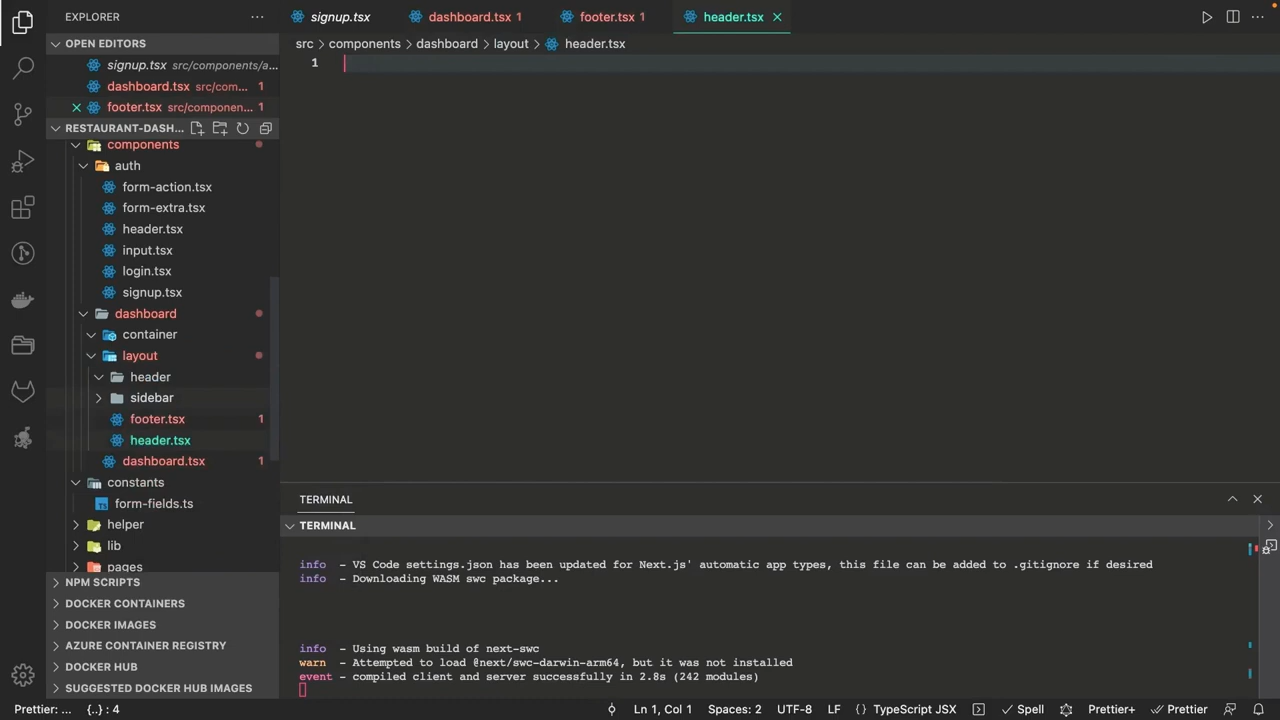 EXPLORER
signup.tsx
dashboard.tsx 1
footer.tsx 1
header.tsx
OPEN EDITORS
src
components
dashboard
layout
header.tsx
signup.tsx src/components/a...
dashboard.tsx src/com... 1
footer.tsx src/componen... 1
1
RESTAURANT-DASH...
components
auth
form-action.tsx
form-extra.tsx
header.tsx
input.tsx
login.tsx
signup.tsx
dashboard
container
layout
header
sidebar
footer.tsx 1
header.tsx
dashboard.tsx 1
constants
form-fields.ts
helper
lib
pages
NPM SCRIPTS
DOCKER CONTAINERS
DOCKER IMAGES
AZURE CONTAINER REGISTRY
DOCKER HUB
SUGGESTED DOCKER HUB IMAGES
TERMINAL
TERMINAL
info - VS Code settings.json has been updated for Next.js' automatic app types, this file can be added to .gitignore if desired
info - Downloading WASM swc package...
info - Using wasm build of next-swc
warn - Attempted to load @next/swc-darwin-arm64, but it was not installed
event - compiled client and server successfully in 2.8s (242 modules)
Prettier: ... {..} : 4
Ln 1, Col 1
Spaces: 2
UTF-8
LF
{} TypeScript JSX
Spell
Prettier+
Prettier